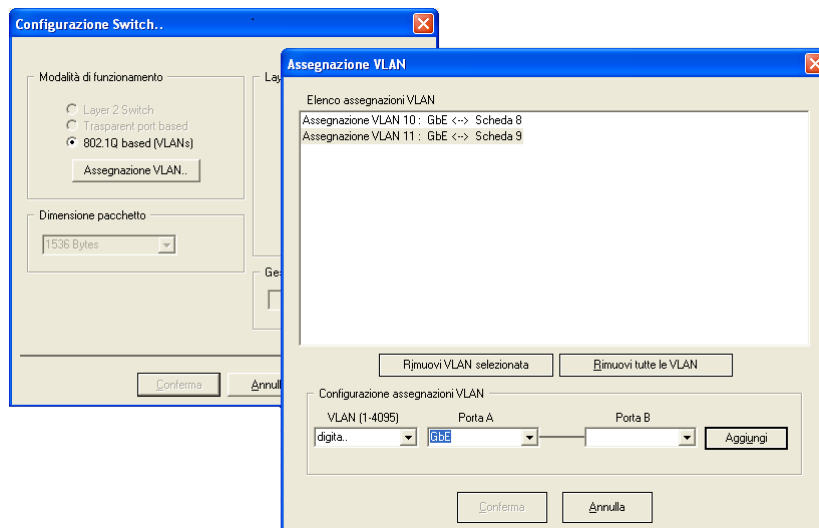 Configurazione Switch..
Modalità di funzionamento
Layer 2 Switch
Trasparent port based
802.1Q based (VLANs)
Assegnazione VLAN..
Dimensione pacchetto
1536 Bytes
Lay
Ges
Conferma
Annul
Assegnazione VLAN
Elenco assegnazioni VLAN
Assegnazione VLAN 10 : GbE <--> Scheda 8
Assegnazione VLAN 11 : GbE <--> Scheda 9
Rimuovi VLAN selezionata
Rimuovi tutte le VLAN
Configurazione assegnazioni VLAN
VLAN (1-4095)
Porta A
Porta B
digita..
GbE
Aggiungi
Conferma
Annulla